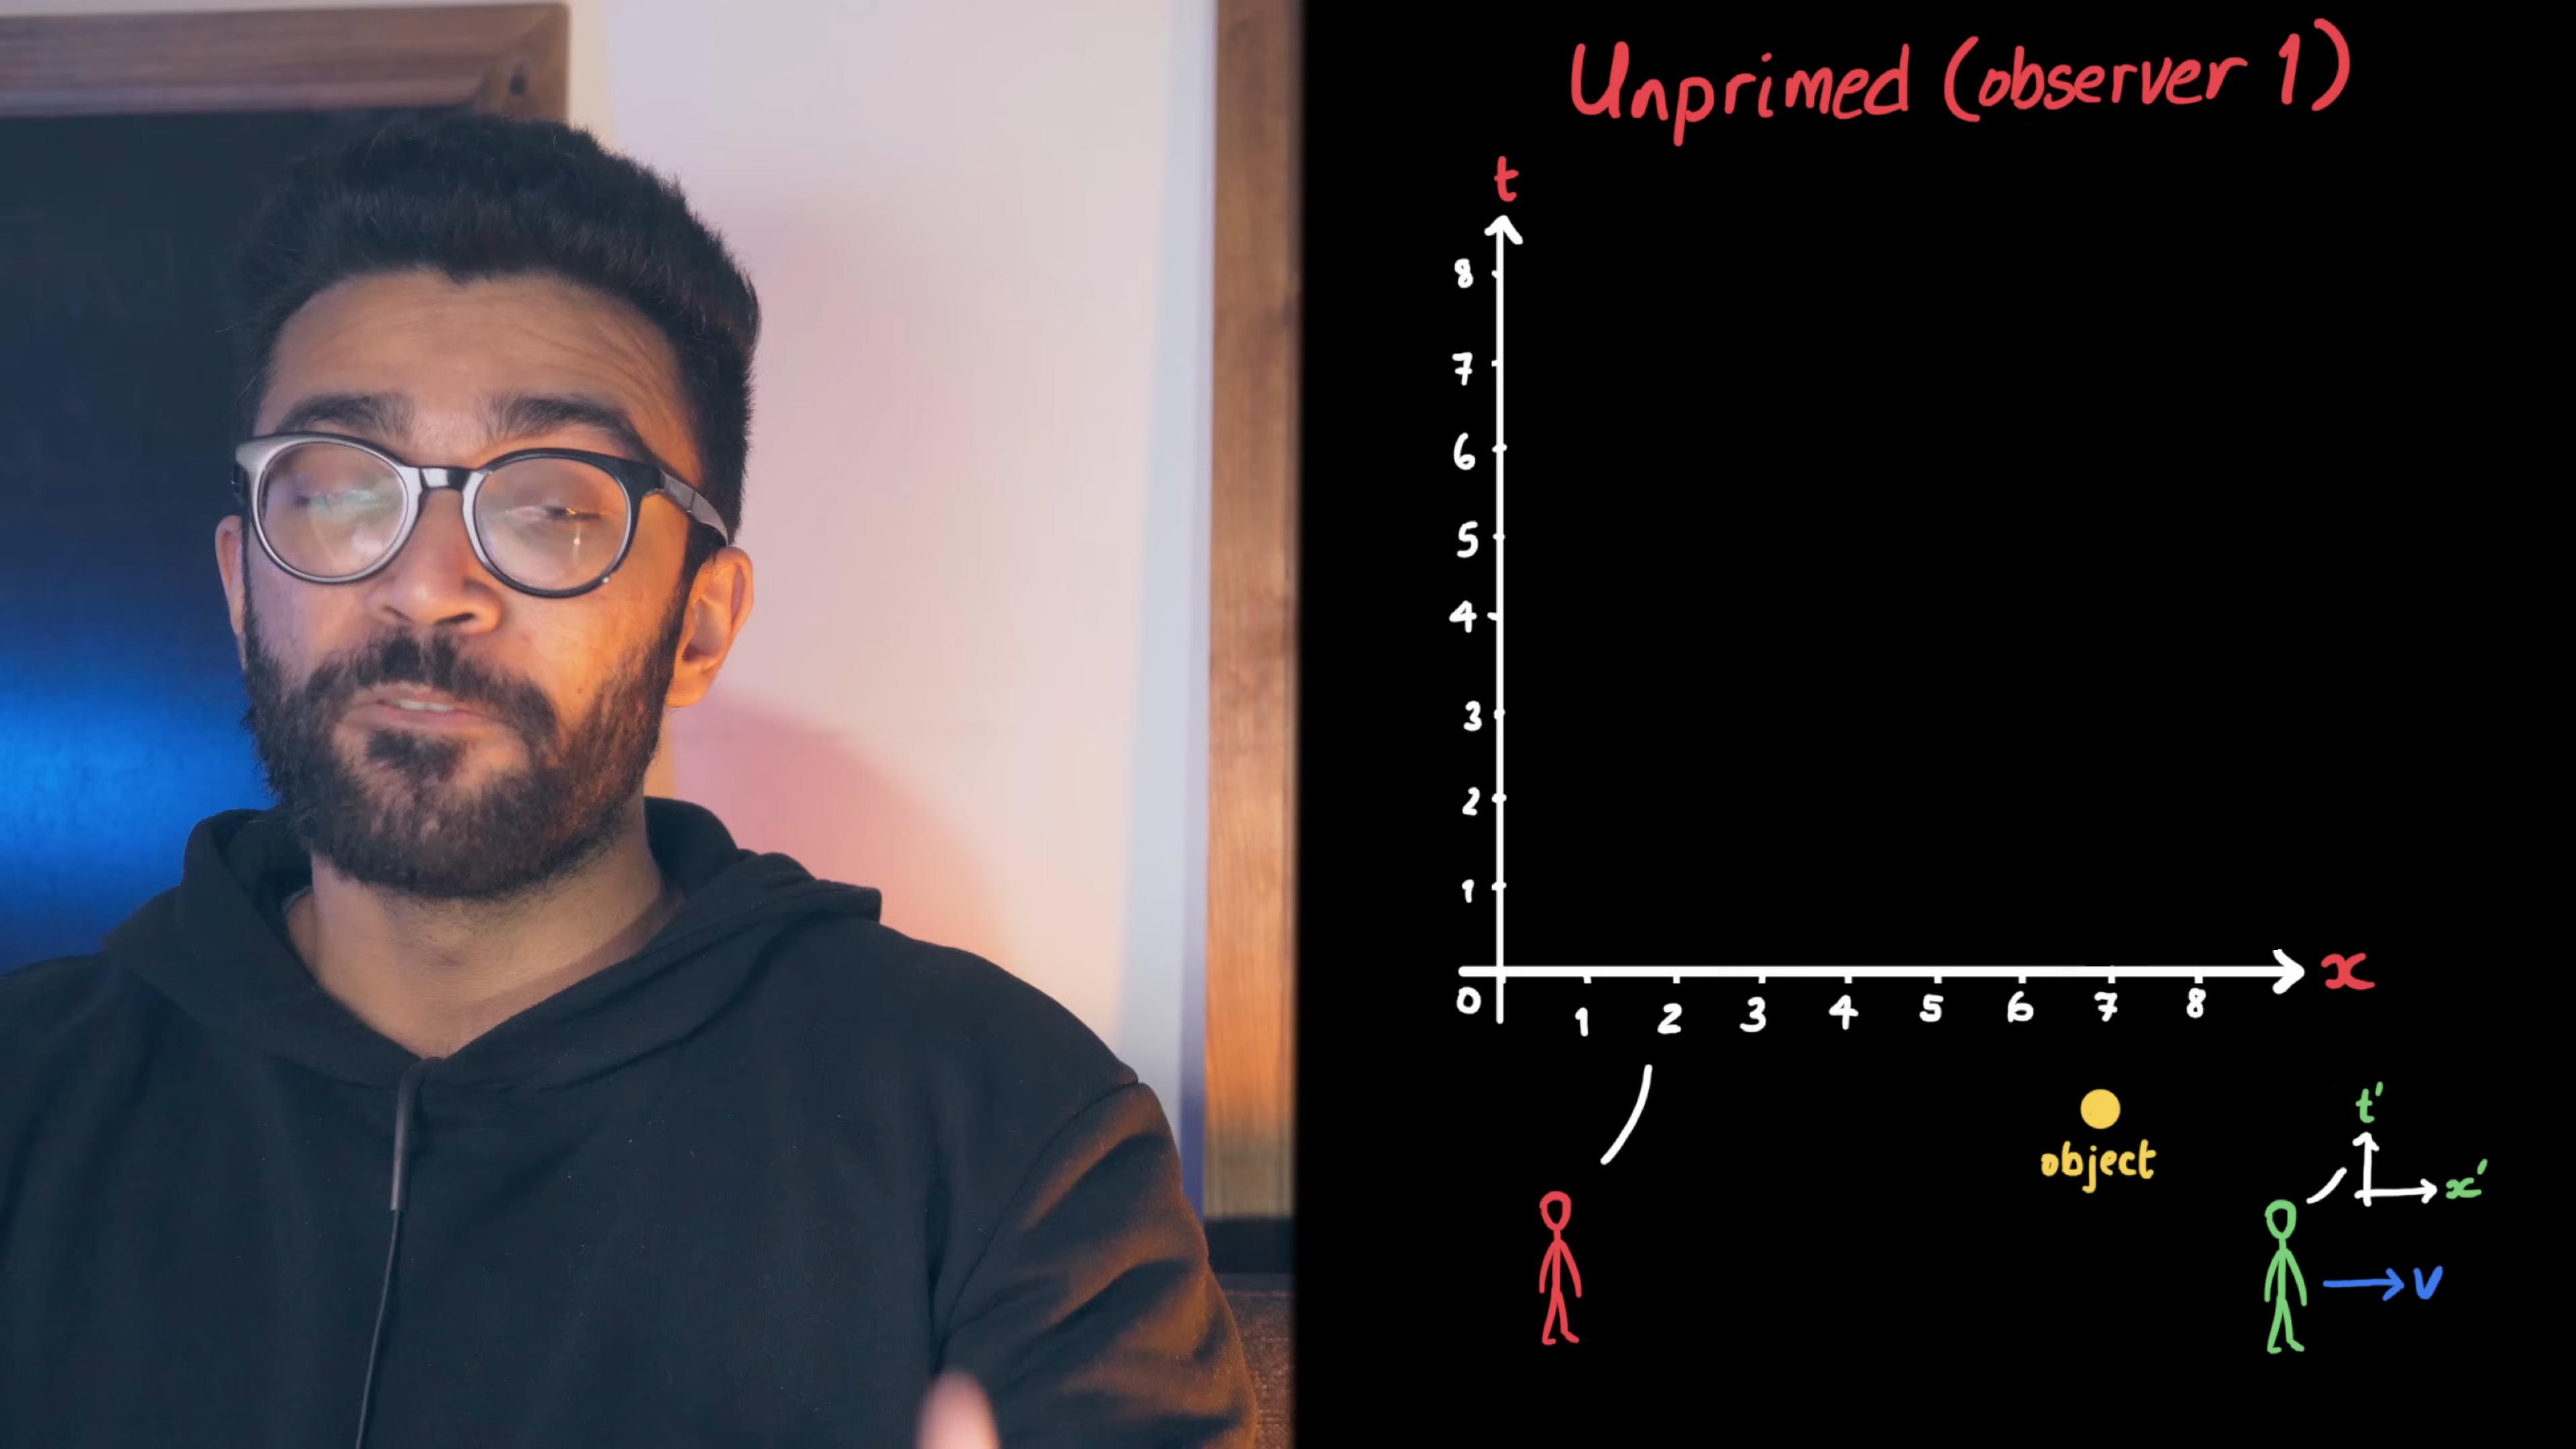 Unprimed (observer 1)
t
8
7
6
5
4
3
2
1
0 1 2 3 4 5 6 7 8
x
t'
object
x'
v